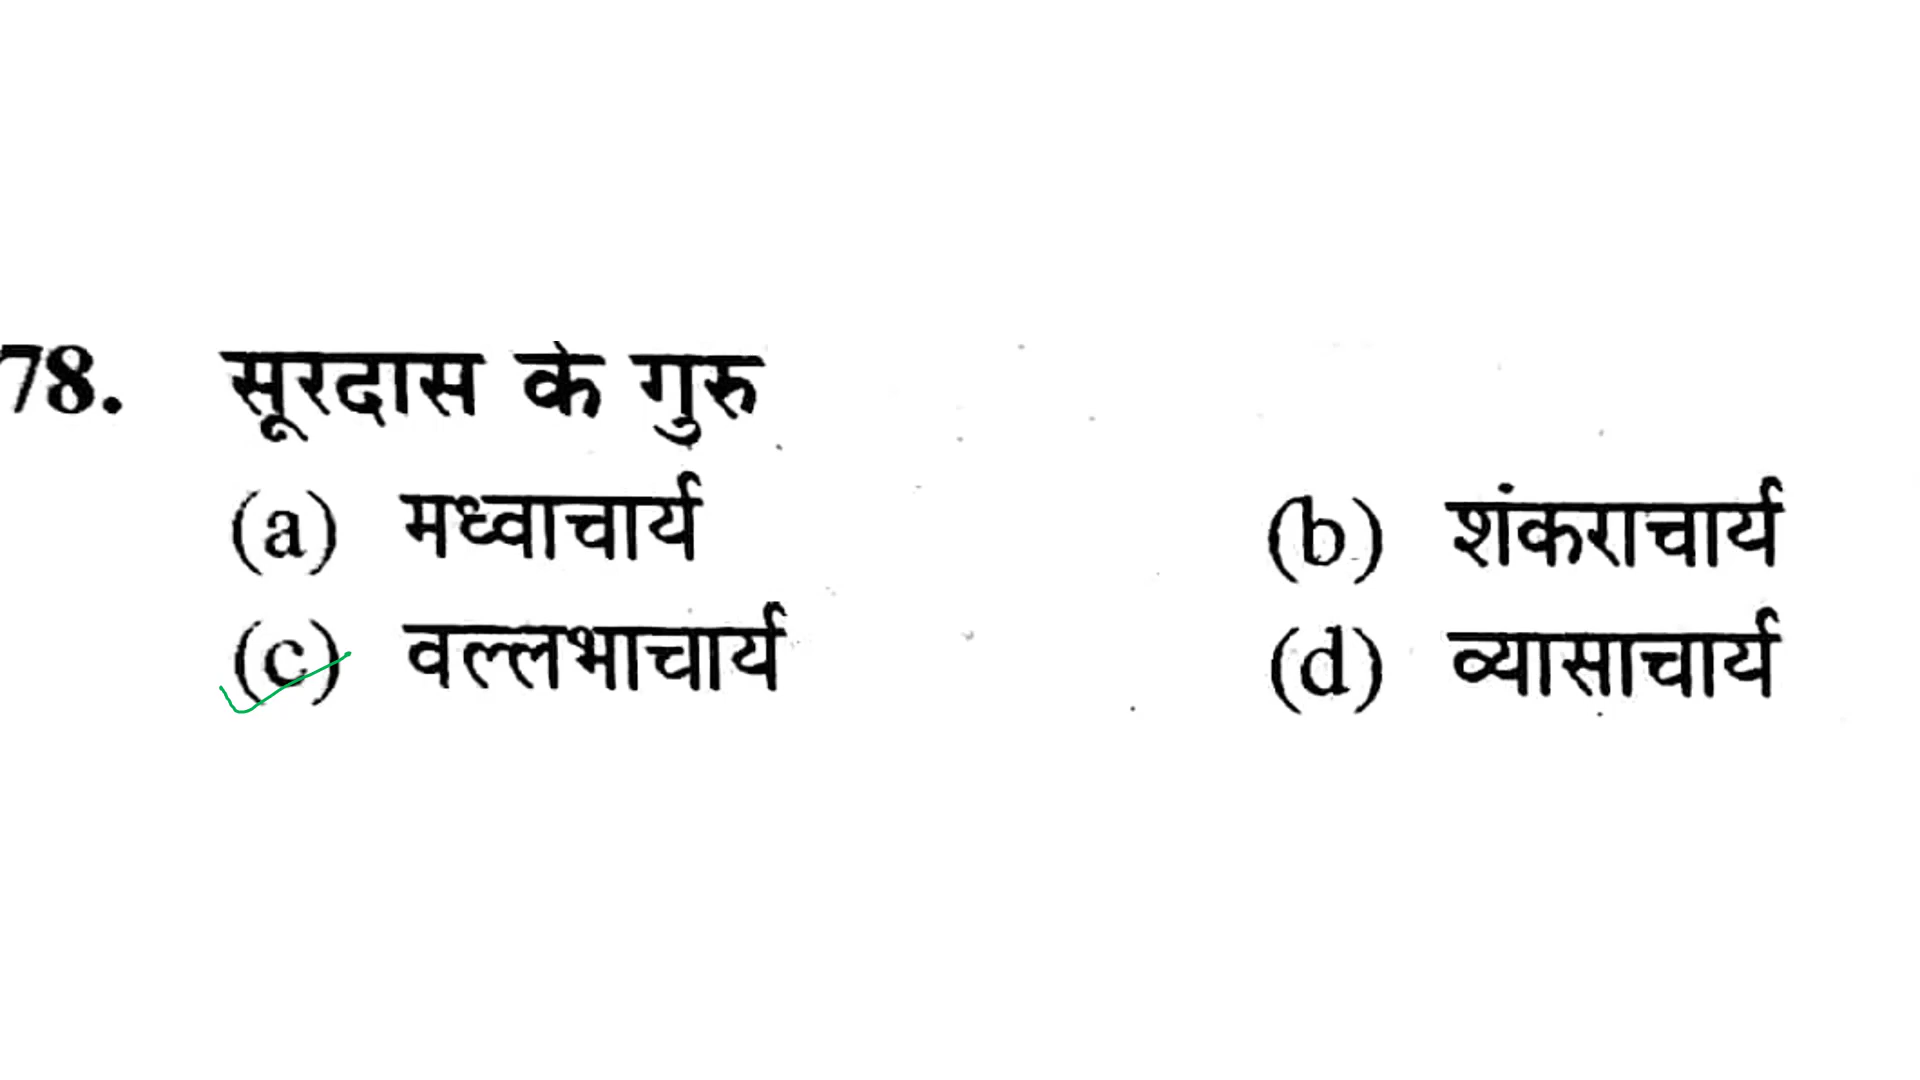 78. सूरदास के गुरु
(a) मध्वाचार्य (b) शंकराचार्य
(c) वल्लभाचार्य (d) व्यासाचार्य